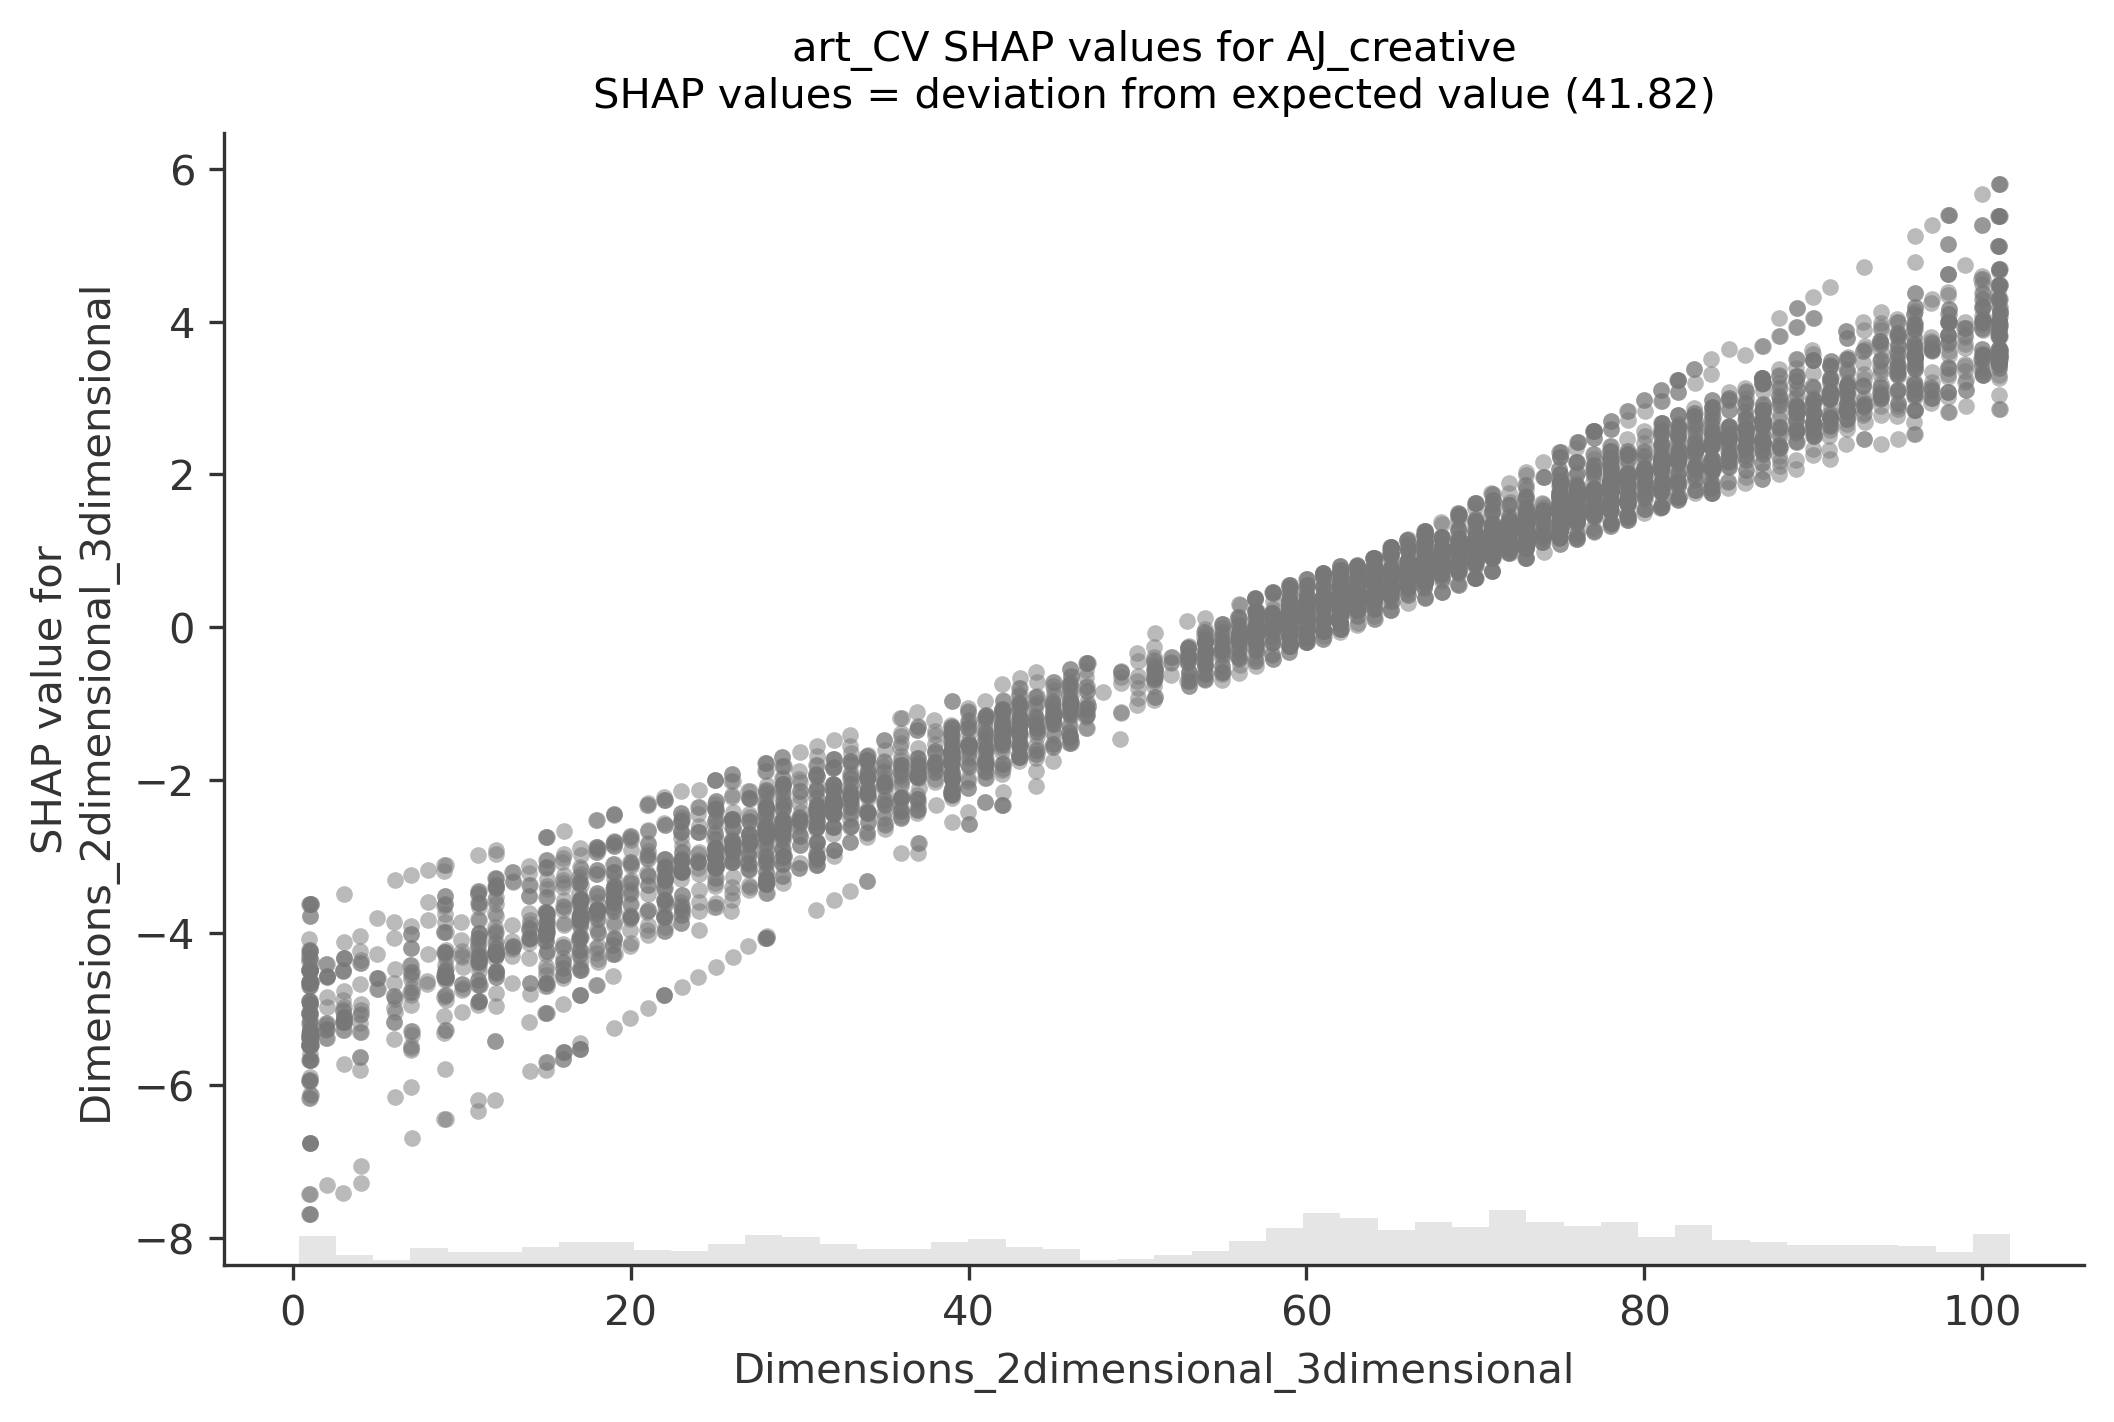 art_CV SHAP values for AJ_creative
SHAP values = deviation from expected value (41.82)
SHAP value for
Dimensions_2dimensional_3dimensional
6
4
2
0
−2
−4
−6
−8
0
20
40
60
80
100
Dimensions_2dimensional_3dimensional